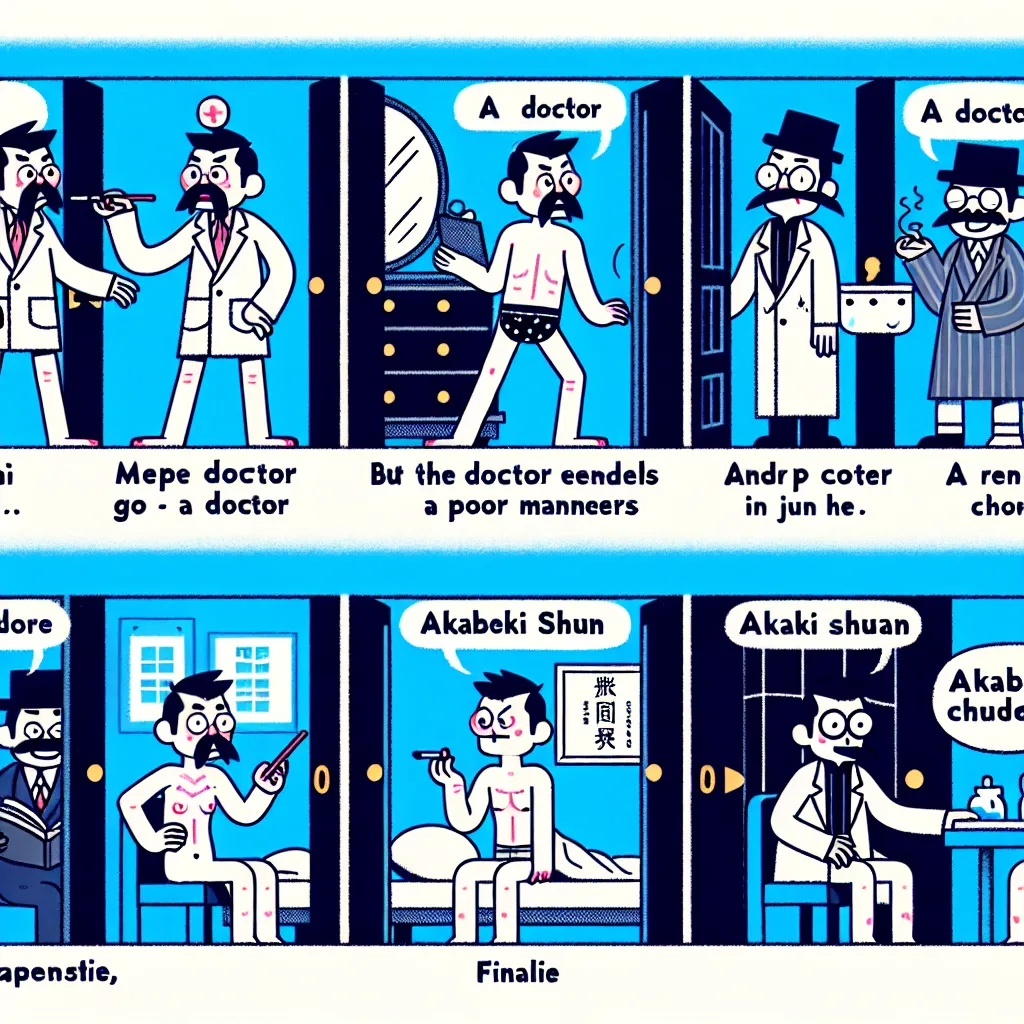 A doctor
A docto
ni
..
Mepe doctor
go - a doctor
But the doctor eendels
a poor manneers
Andrp coter
in jun he.
A ren
chor
dore
Akabeki Shun
Akaki shuan
Akab
chude
apenstie,
Finalie